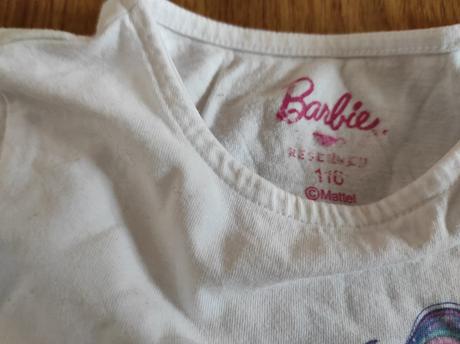 Barbie
RESERVED
116
©Mattel